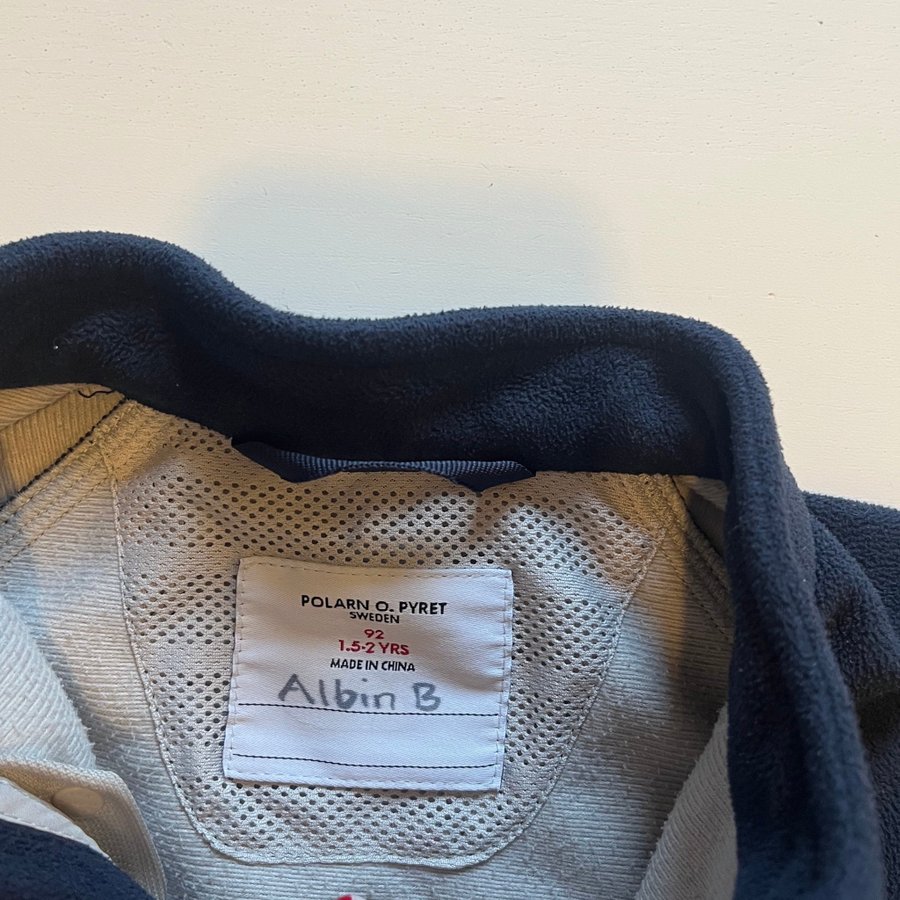 POLARN O. PYRET
SWEDEN
92
1.5-2 YRS
MADE IN CHINA
Albin B